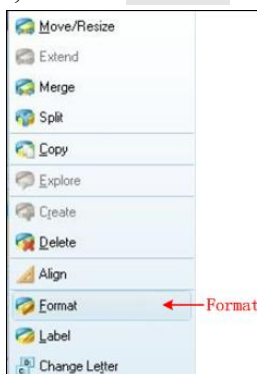 Move/Resize
Extend
Merge
Split
Copy
Explore
Create
Delete
Align
Format Format
Label
Change Letter